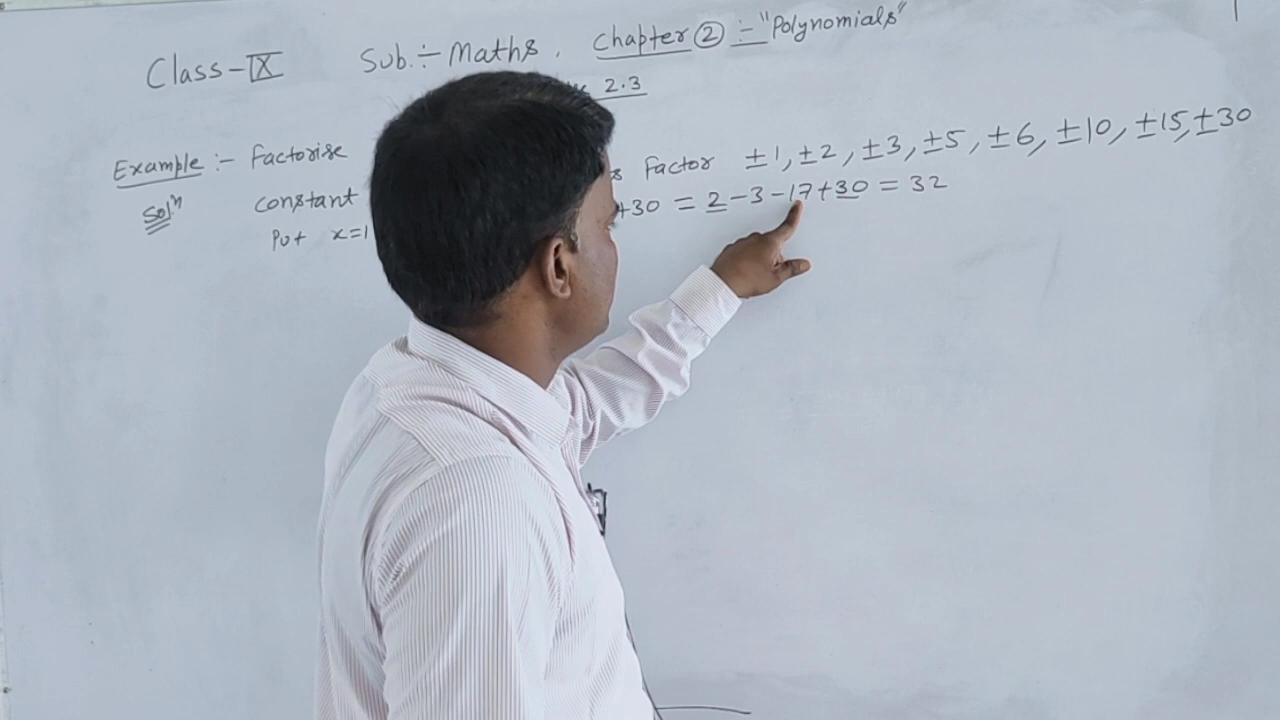 Class-IX Sub.:- Maths. Chapter ② :- "Polynomials"
2.3
Example :- Factorise
Solⁿ constant Factor ±1, ±2, ±3, ±5, ±6, ±10, ±15, ±30
Put x=1 +30 = 2-3-17+30 = 32